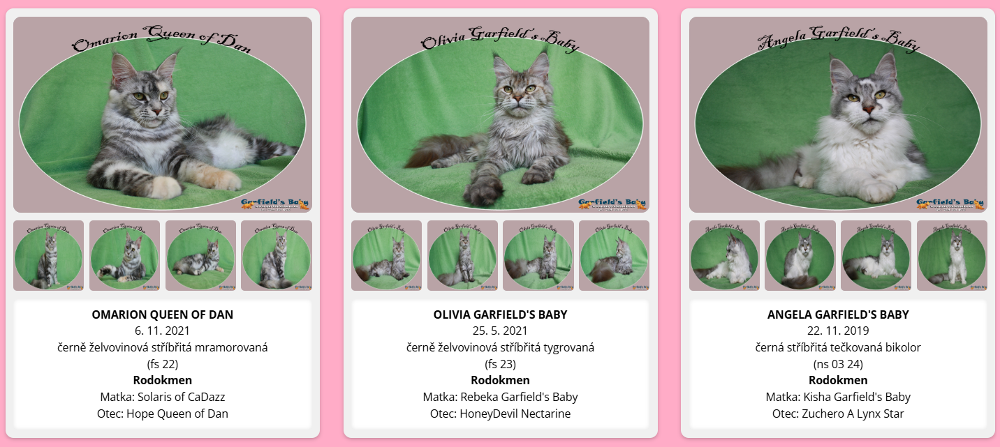 Omarion Queen of Dan
Garfield's Baby
OMARION QUEEN OF DAN
6. 11. 2021
černě želvovinová stříbřitá mramorovaná
(fs 22)
Rodokmen
Matka: Solaris of CaDazz
Otec: Hope Queen of Dan
Olivia Garfield's Baby
Garfield's Baby
OLIVIA GARFIELD'S BABY
25. 5. 2021
černě želvovinová stříbřitá tygrovaná
(fs 23)
Rodokmen
Matka: Rebeka Garfield's Baby
Otec: HoneyDevil Nectarine
Angela Garfield's Baby
Garfield's Baby
ANGELA GARFIELD'S BABY
22. 11. 2019
černá stříbřitá tečkovaná bikolor
(ns 03 24)
Rodokmen
Matka: Kisha Garfield's Baby
Otec: Zuchero A Lynx Star